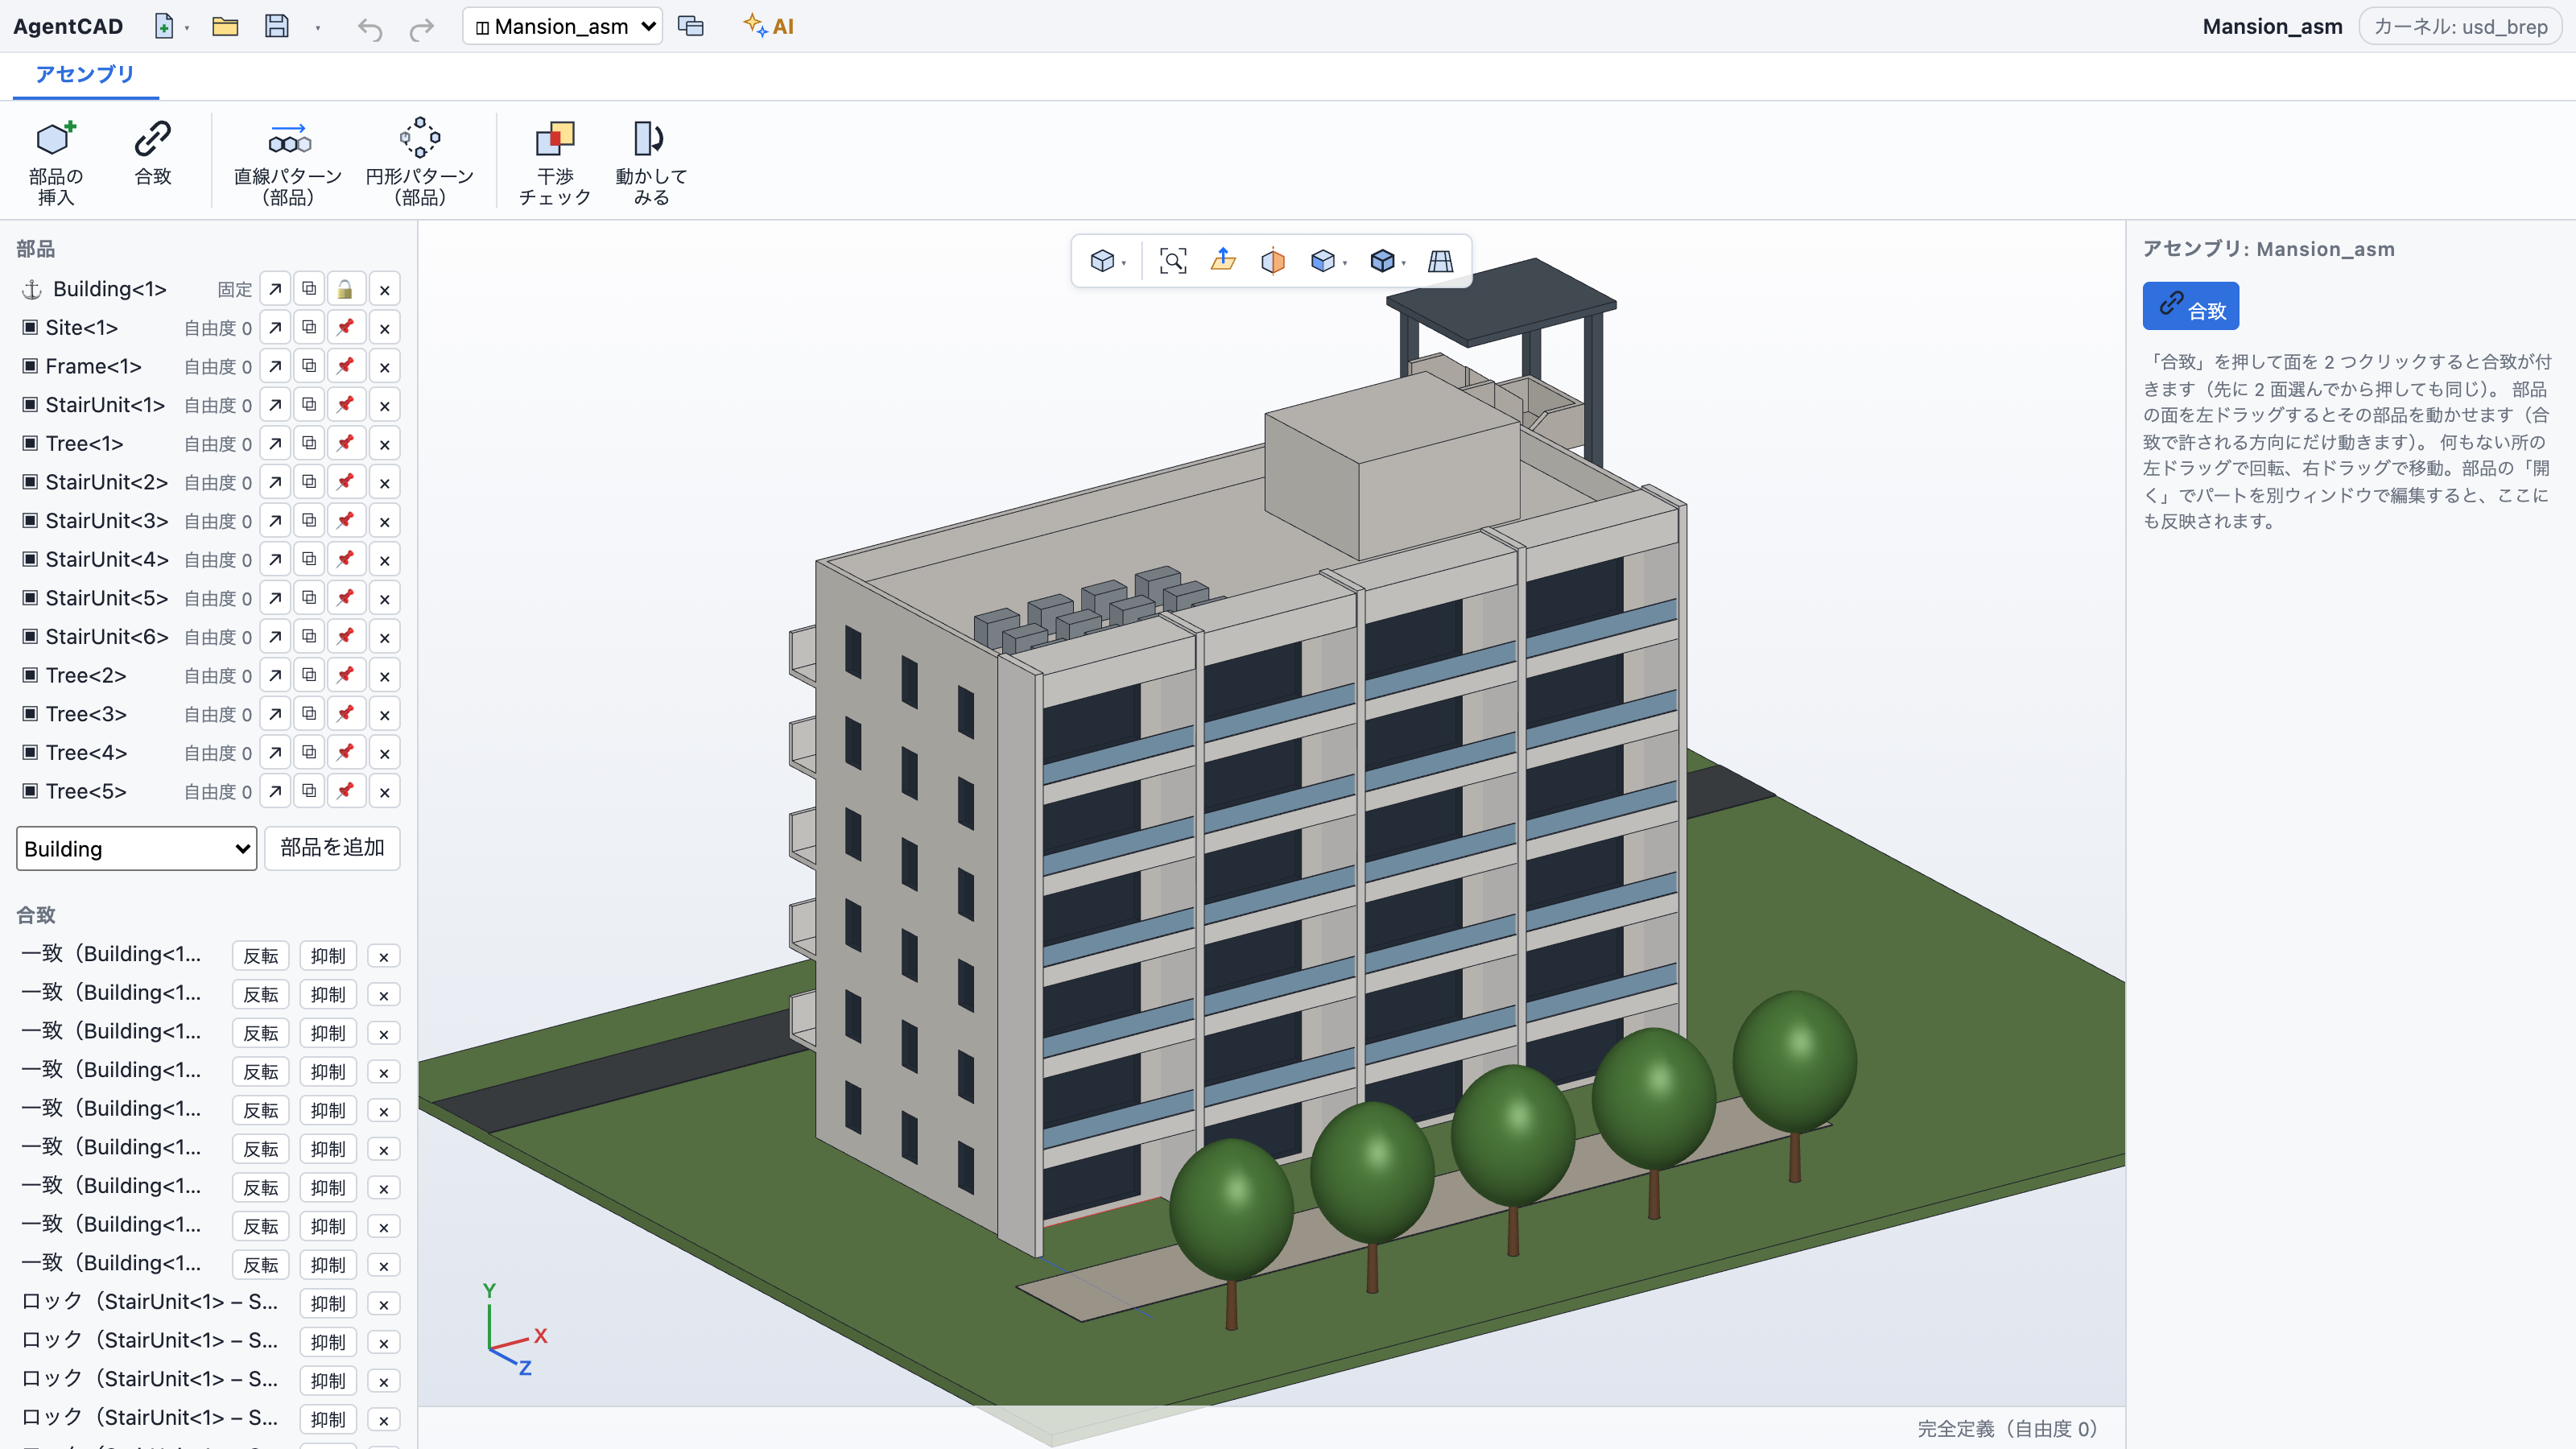 AgentCAD
Mansion_asm
AI
Mansion_asm
カーネル: usd_brep
アセンブリ
部品の
挿入
合致
直線パターン
（部品）
円形パターン
（部品）
干渉
チェック
動かして
みる
部品
Building<1> 固定
Site<1> 自由度 0
Frame<1> 自由度 0
StairUnit<1> 自由度 0
Tree<1> 自由度 0
StairUnit<2> 自由度 0
StairUnit<3> 自由度 0
StairUnit<4> 自由度 0
StairUnit<5> 自由度 0
StairUnit<6> 自由度 0
Tree<2> 自由度 0
Tree<3> 自由度 0
Tree<4> 自由度 0
Tree<5> 自由度 0
Building 部品を追加
合致
一致（Building<1... 反転 抑制 ×
一致（Building<1... 反転 抑制 ×
一致（Building<1... 反転 抑制 ×
一致（Building<1... 反転 抑制 ×
一致（Building<1... 反転 抑制 ×
一致（Building<1... 反転 抑制 ×
一致（Building<1... 反転 抑制 ×
一致（Building<1... 反転 抑制 ×
一致（Building<1... 反転 抑制 ×
ロック（StairUnit<1> – S... 抑制 ×
ロック（StairUnit<1> – S... 抑制 ×
ロック（StairUnit<1> – S... 抑制 ×
ロック（StairUnit<1> – S... 抑制 ×
Y
X
Z
完全定義（自由度 0）
アセンブリ: Mansion_asm
合致
「合致」を押して面を 2 つクリックすると合致が付
きます（先に 2 面選んでから押しても同じ）。 部品
の面を左ドラッグするとその部品を動かせます（合
致で許される方向にだけ動きます）。 何もない所の
左ドラッグで回転、右ドラッグで移動。部品の「開
く」でパートを別ウィンドウで編集すると、ここに
も反映されます。